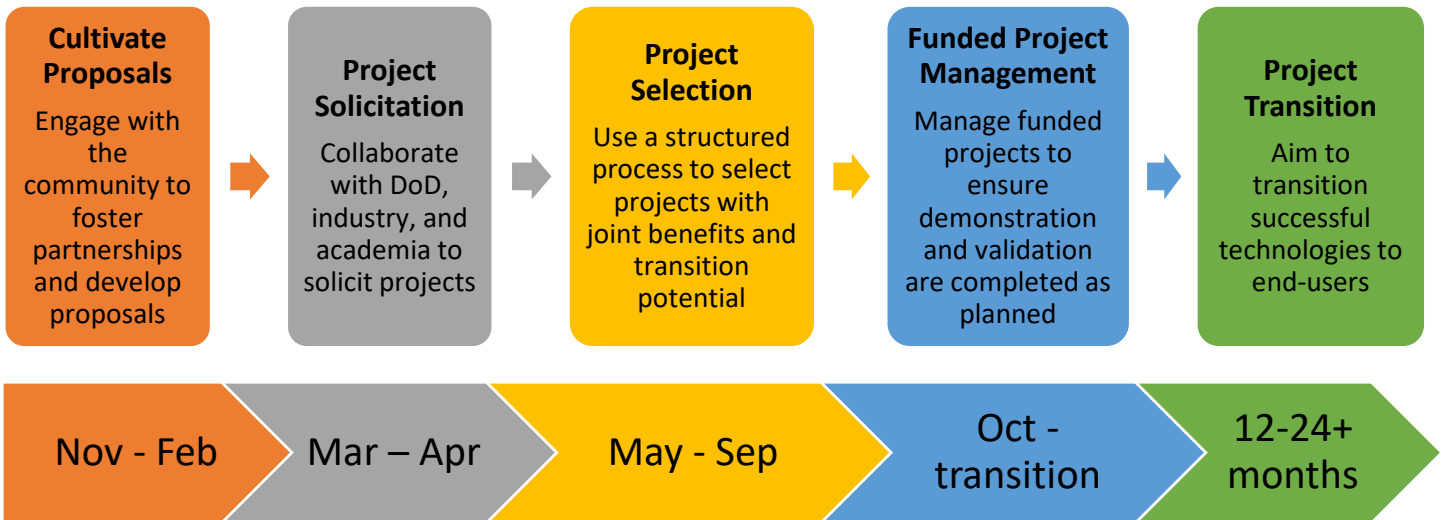 Cultivate
Proposals
Engage with
the
community to
foster
partnerships
and develop
proposals
Project
Solicitation
Collaborate
with DoD,
industry, and
academia to
solicit projects
Project
Selection
Use a structured
process to select
projects with
joint benefits and
transition
potential
Funded Project
Management
Manage funded
projects to
ensure
demonstration
and validation
are completed as
planned
Project
Transition
Aim to
transition
successful
technologies to
end-users
Nov - Feb
Mar – Apr
May - Sep
Oct -
transition
12-24+
months